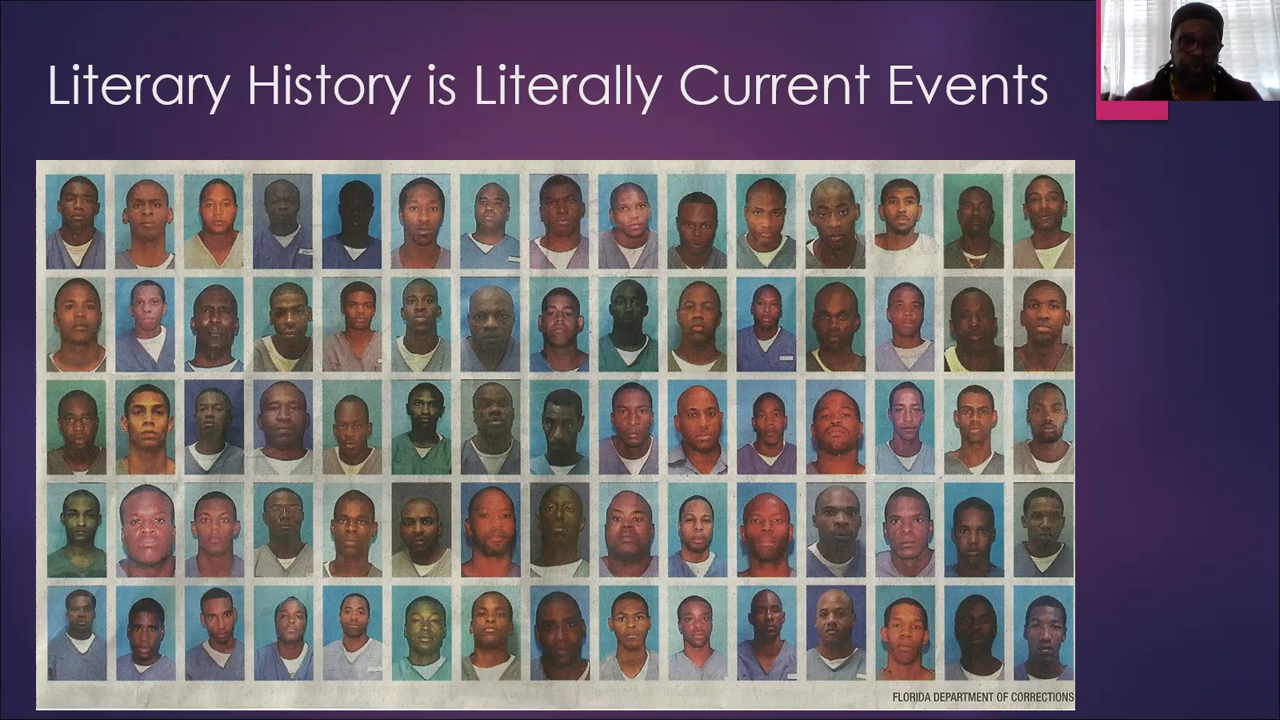 Literary History is Literally Current Events
FLORIDA DEPARTMENT OF CORRECTIONS